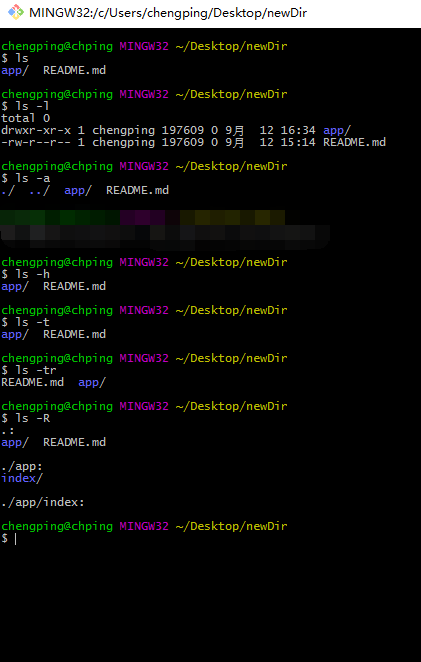 MINGW32:/c/Users/chengping/Desktop/newDir
chengping@chping MINGW32 ~/Desktop/newDir
$ ls
app/  README.md
chengping@chping MINGW32 ~/Desktop/newDir
$ ls -l
total 0
drwxr-xr-x 1 chengping 197609 0 9月  12 16:34 app/
-rw-r--r-- 1 chengping 197609 0 9月  12 15:14 README.md
chengping@chping MINGW32 ~/Desktop/newDir
$ ls -a
./  ../  app/  README.md
chengping@chping MINGW32 ~/Desktop/newDir
$ ls -h
app/  README.md
chengping@chping MINGW32 ~/Desktop/newDir
$ ls -t
app/  README.md
chengping@chping MINGW32 ~/Desktop/newDir
$ ls -tr
README.md  app/
chengping@chping MINGW32 ~/Desktop/newDir
$ ls -R
.:
app/  README.md
./app:
index/
./app/index:
chengping@chping MINGW32 ~/Desktop/newDir
$